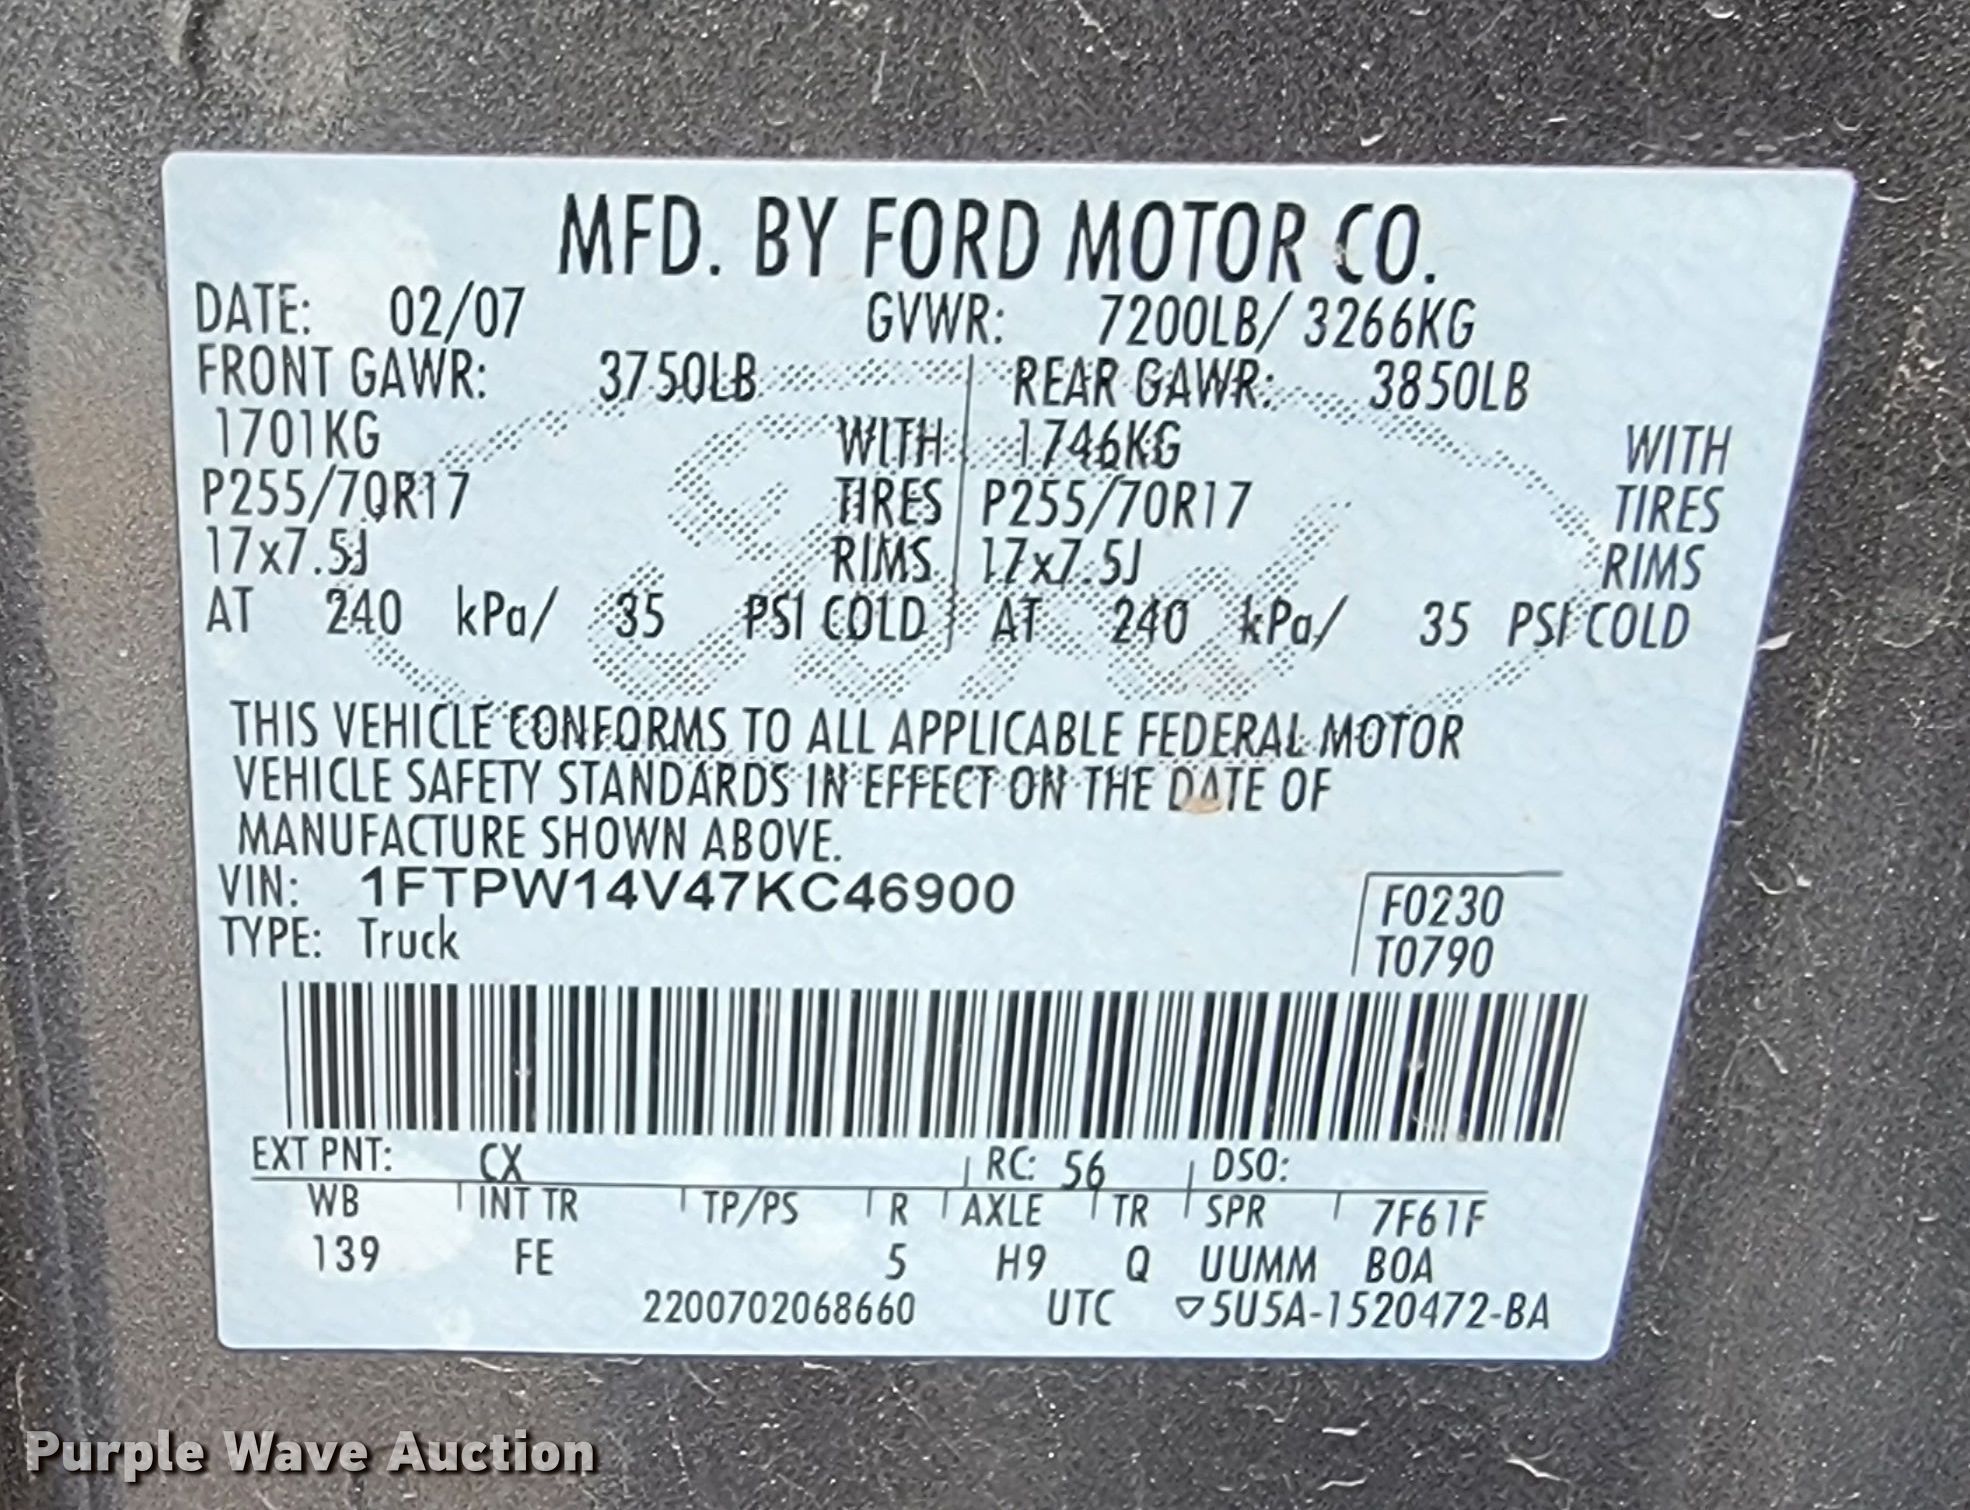 MFD. BY FORD MOTOR CO.
DATE: 02/07 GVWR: 7200LB/ 3266KG
FRONT GAWR: 3750LB REAR GAWR: 3850LB
1701KG WITH 1746KG WITH
P255/70R17 TIRES P255/70R17 TIRES
17x7.5J RIMS 17x7.5J RIMS
AT 240 kPa/ 35 PSI COLD AT 240 kPa/ 35 PSI COLD
THIS VEHICLE CONFORMS TO ALL APPLICABLE FEDERAL MOTOR
VEHICLE SAFETY STANDARDS IN EFFECT ON THE DATE OF
MANUFACTURE SHOWN ABOVE.
VIN: 1FTPW14V47KC46900 F0230
TYPE: Truck T0790
EXT PNT: CX RC: 56 DSO:
WB INT TR TP/PS R AXLE TR SPR 7F61F
139 FE 5 H9 Q UUMM BOA
2200702068660 UTC ▽5U5A-1520472-BA
Purple Wave Auction